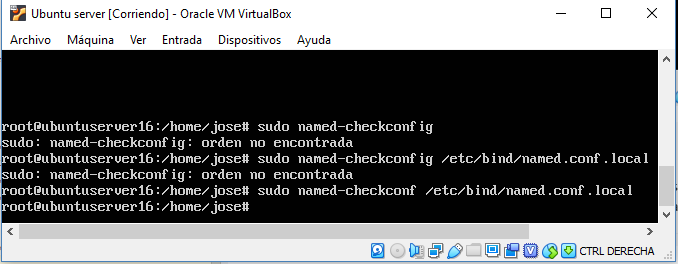 Ubuntu server [Corriendo] - Oracle VM VirtualBox
Archivo Máquina Ver Entrada Dispositivos Ayuda
root@ubuntuserver16:/home/jose# sudo named-checkconfig
sudo: named-checkconfig: orden no encontrada
root@ubuntuserver16:/home/jose# sudo named-checkconfig /etc/bind/named.conf.local
sudo: named-checkconfig: orden no encontrada
root@ubuntuserver16:/home/jose# sudo named-checkconf /etc/bind/named.conf.local
root@ubuntuserver16:/home/jose#
CTRL DERECHA